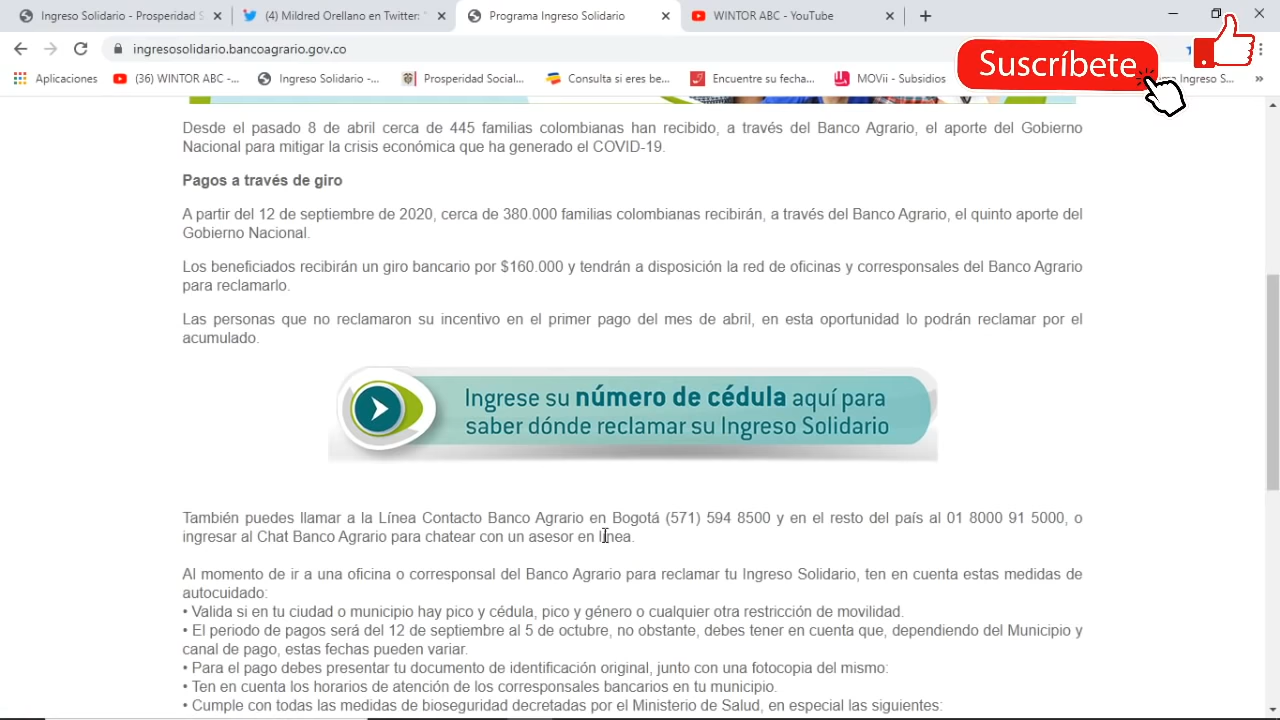 Ingreso Solidario - Prosperidad S
(4) Mildred Orellano en Twitter: "
Programa Ingreso Solidario
WINTOR ABC - YouTube
ingresosolidario.bancoagrario.gov.co
Aplicaciones
(36) WINTOR ABC -...
Ingreso Solidario -...
Prosperidad Social...
Consulta si eres be...
Encuentre su fecha...
MOVii - Subsidios
ma Ingreso S...
Suscríbete
Desde el pasado 8 de abril cerca de 445 familias colombianas han recibido, a través del Banco Agrario, el aporte del Gobierno
Nacional para mitigar la crisis económica que ha generado el COVID-19.
Pagos a través de giro
A partir del 12 de septiembre de 2020, cerca de 380.000 familias colombianas recibirán, a través del Banco Agrario, el quinto aporte del
Gobierno Nacional.
Los beneficiados recibirán un giro bancario por $160.000 y tendrán a disposición la red de oficinas y corresponsales del Banco Agrario
para reclamarlo.
Las personas que no reclamaron su incentivo en el primer pago del mes de abril, en esta oportunidad lo podrán reclamar por el
acumulado.
Ingrese su número de cédula aquí para
saber dónde reclamar su Ingreso Solidario
También puedes llamar a la Línea Contacto Banco Agrario en Bogotá (571) 594 8500 y en el resto del país al 01 8000 91 5000, o
ingresar al Chat Banco Agrario para chatear con un asesor en línea.
Al momento de ir a una oficina o corresponsal del Banco Agrario para reclamar tu Ingreso Solidario, ten en cuenta estas medidas de
autocuidado:
• Valida si en tu ciudad o municipio hay pico y cédula, pico y género o cualquier otra restricción de movilidad.
• El periodo de pagos será del 12 de septiembre al 5 de octubre, no obstante, debes tener en cuenta que, dependiendo del Municipio y
canal de pago, estas fechas pueden variar.
• Para el pago debes presentar tu documento de identificación original, junto con una fotocopia del mismo:
• Ten en cuenta los horarios de atención de los corresponsales bancarios en tu municipio.
• Cumple con todas las medidas de bioseguridad decretadas por el Ministerio de Salud, en especial las siguientes: